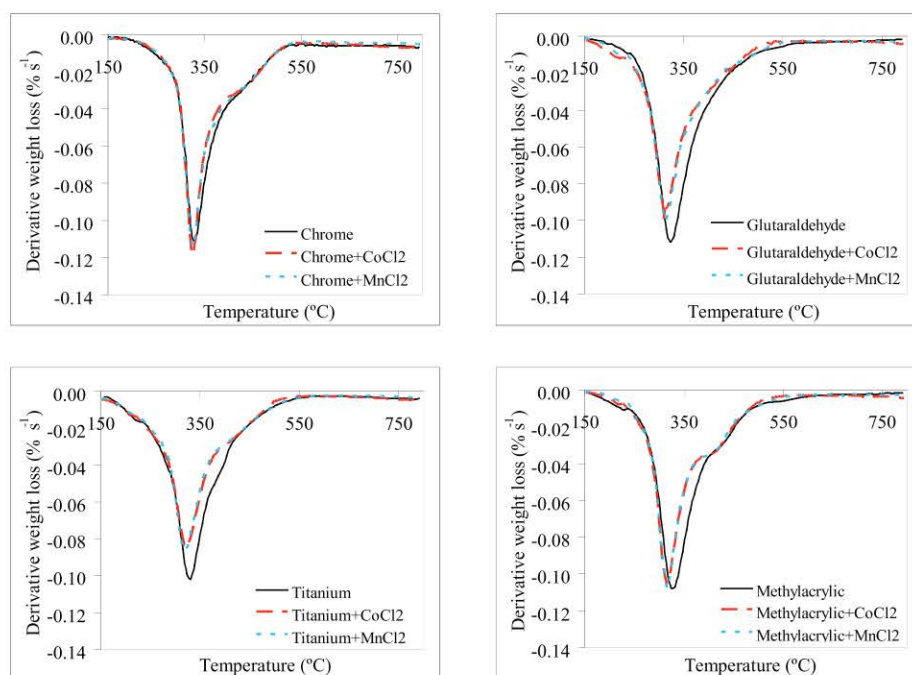 0.00
150 350 550 750
-0.02
-0.04
-0.06
-0.08
-0.10
-0.12
-0.14
Derivative weight loss (% s-1)
Chrome
Chrome+CoCl2
Chrome+MnCl2
Temperature (ºC)
0.00
150 350 550 750
-0.02
-0.04
-0.06
-0.08
-0.10
-0.12
-0.14
Derivative weight loss (% s-1)
Glutaraldehyde
Glutaraldehyde+CoCl2
Glutaraldehyde+MnCl2
Temperature (ºC)
0.00
150 350 550 750
-0.02
-0.04
-0.06
-0.08
-0.10
-0.12
-0.14
Derivative weight loss (% s-1)
Titanium
Titanium+CoCl2
Titanium+MnCl2
Temperature (ºC)
0.00
150 350 550 750
-0.02
-0.04
-0.06
-0.08
-0.10
-0.12
-0.14
Derivative weight loss (% s-1)
Methylacrylic
Methylacrylic+CoCl2
Methylacrylic+MnCl2
Temperature (ºC)